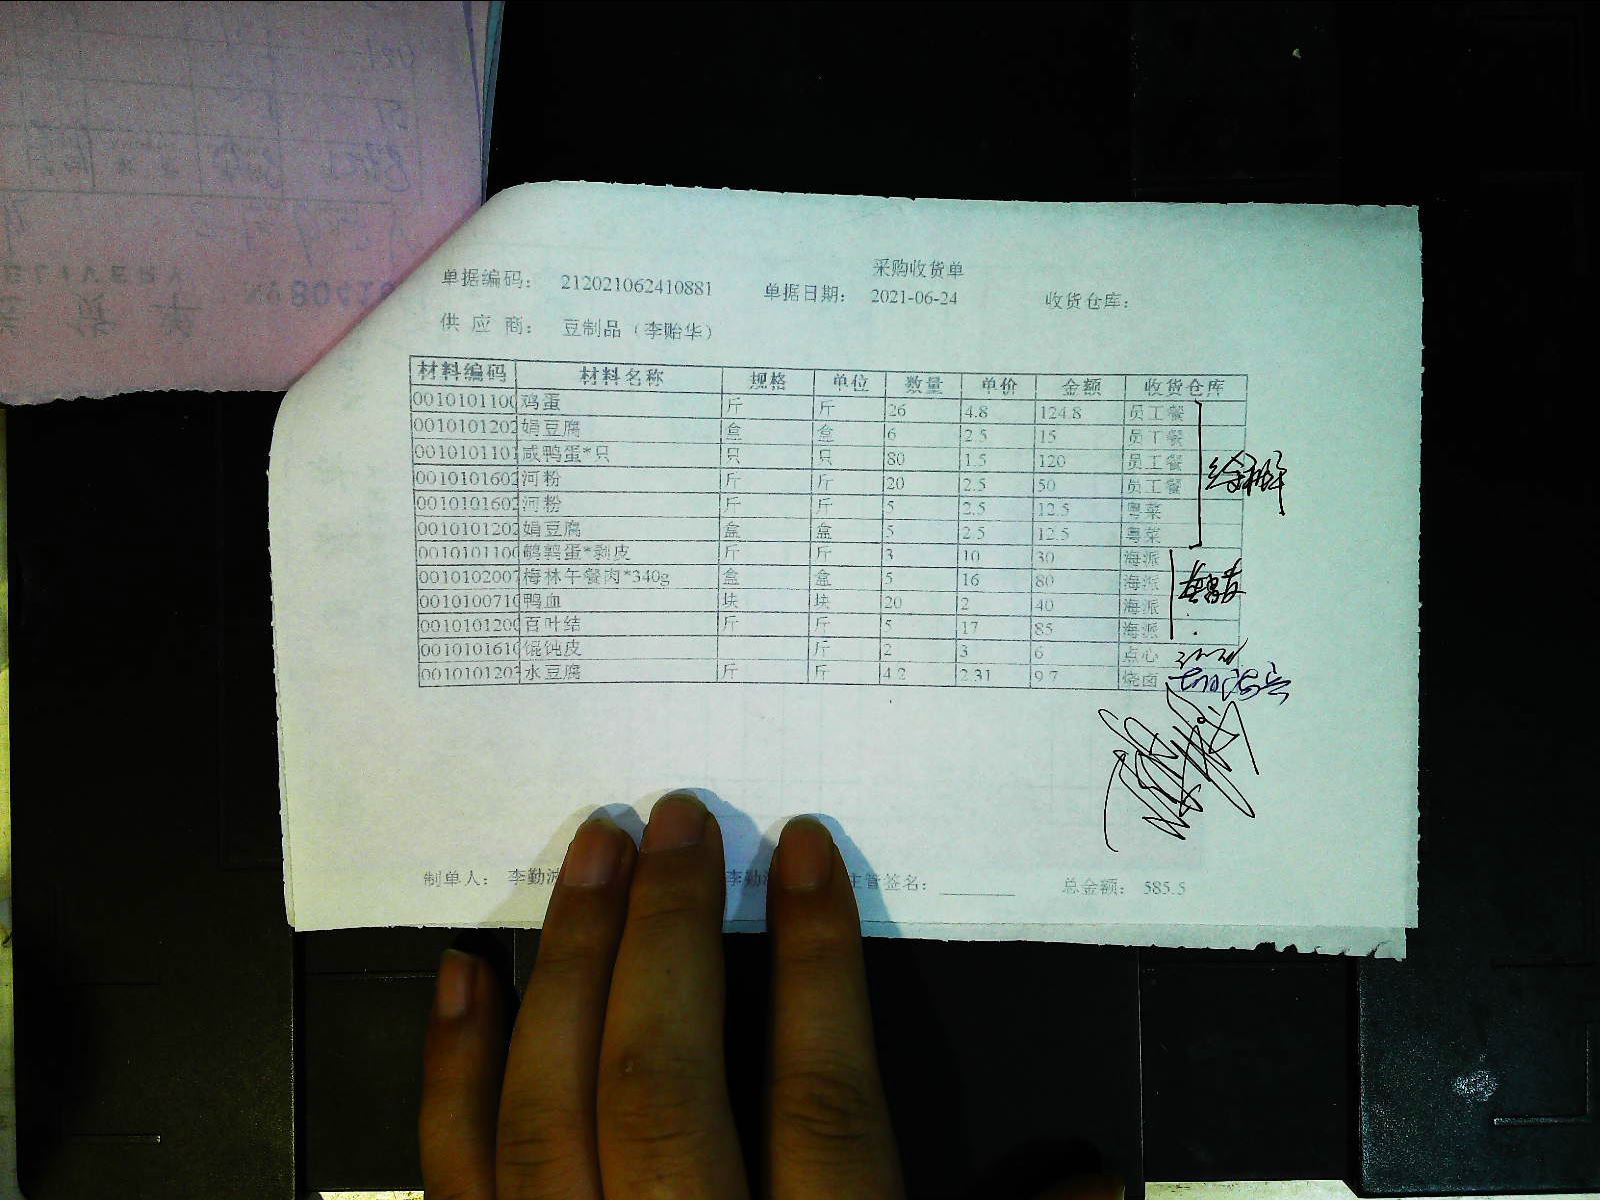 采购收货单
单据编码： 212021062410881 单据日期： 2021-06-24 收货仓库：
供 应 商： 豆制品（李贻华）
材料编码 材料名称 规格 单位 数量 单价 金额 收货仓库
0010101100 鸡蛋 斤 斤 26 4.8 124.8 员工餐
0010101202 娟豆腐 盒 盒 6 2.5 15 员工餐
0010101101 咸鸭蛋*只 只 只 80 1.5 120 员工餐
0010101602 河粉 斤 斤 20 2.5 50 员工餐
0010101602 河粉 斤 斤 5 2.5 12.5 粤菜
0010101202 娟豆腐 盒 盒 5 2.5 12.5 粤菜
0010101100 鹌鹑蛋*剥皮 斤 斤 3 10 30 海派
0010102007 梅林午餐肉*340g 盒 盒 5 16 80 海派
0010100710 鸭血 块 块 20 2 40 海派
0010101200 百叶结 斤 斤 5 17 85 海派
0010101610 馄饨皮 斤 2 3 6 点心
0010101203 水豆腐 斤 斤 4.2 2.31 9.7 烧卤
制单人： 李勤 李勤 主管签名： 总金额： 585.5